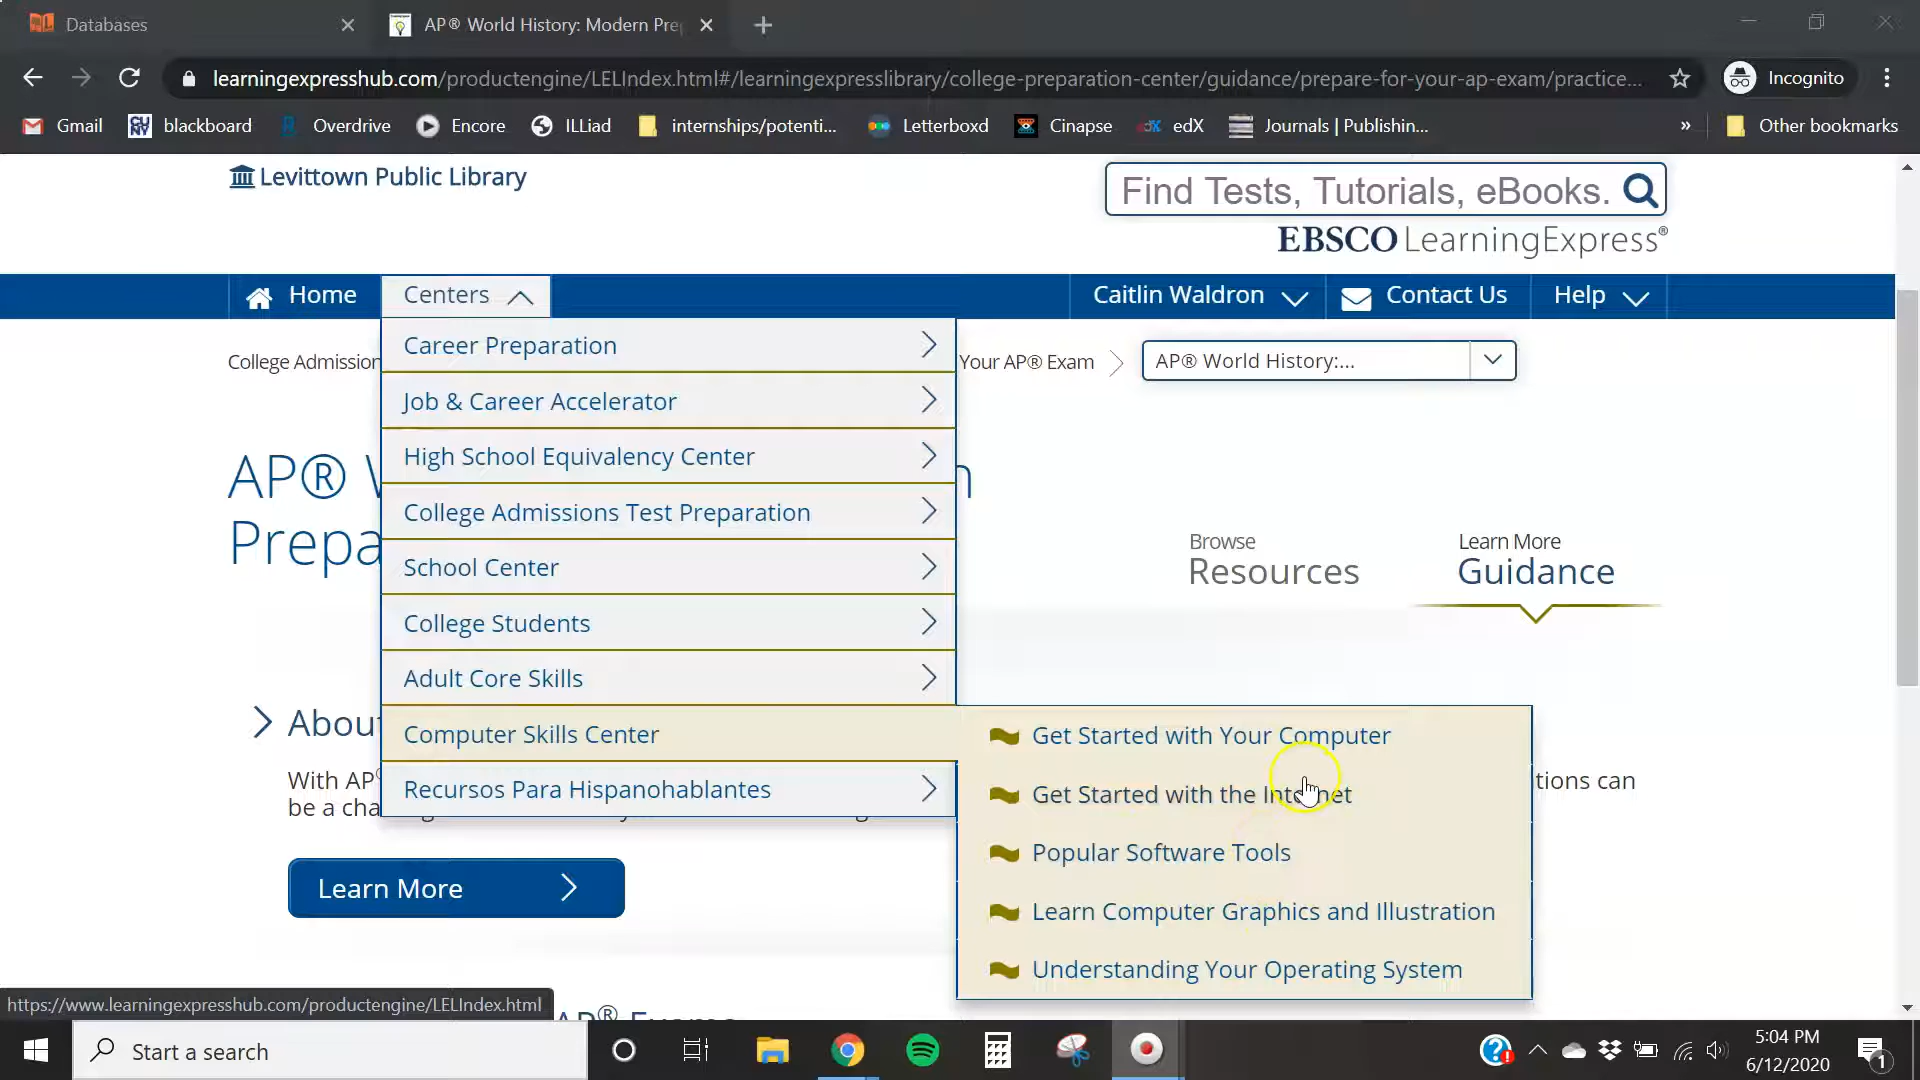 Databases
AP® World History: Modern Pre
learningexpresshub.com/productengine/LELIndex.html#/learningexpresslibrary/college-preparation-center/guidance/prepare-for-your-ap-exam/practice...
Incognito
Gmail
blackboard
Overdrive
Encore
ILLiad
internships/potenti...
Letterboxd
Cinapse
edX
Journals | Publishin...
»
Other bookmarks
Levittown Public Library
Find Tests, Tutorials, eBooks.
EBSCO LearningExpress®
Home
Centers
Caitlin Waldron
Contact Us
Help
College Admission
Your AP® Exam
AP® World History:...
Career Preparation
Job & Career Accelerator
High School Equivalency Center
College Admissions Test Preparation
School Center
College Students
Adult Core Skills
Computer Skills Center
Recursos Para Hispanohablantes
AP®
Prepa
Browse
Resources
Learn More
Guidance
Get Started with Your Computer
Get Started with the Internet
Popular Software Tools
Learn Computer Graphics and Illustration
Understanding Your Operating System
Abou
With AP®
tions can
be a cha
Learn More
https://www.learningexpresshub.com/productengine/LELIndex.html
AP® Exams
Start a search
5:04 PM
6/12/2020
1